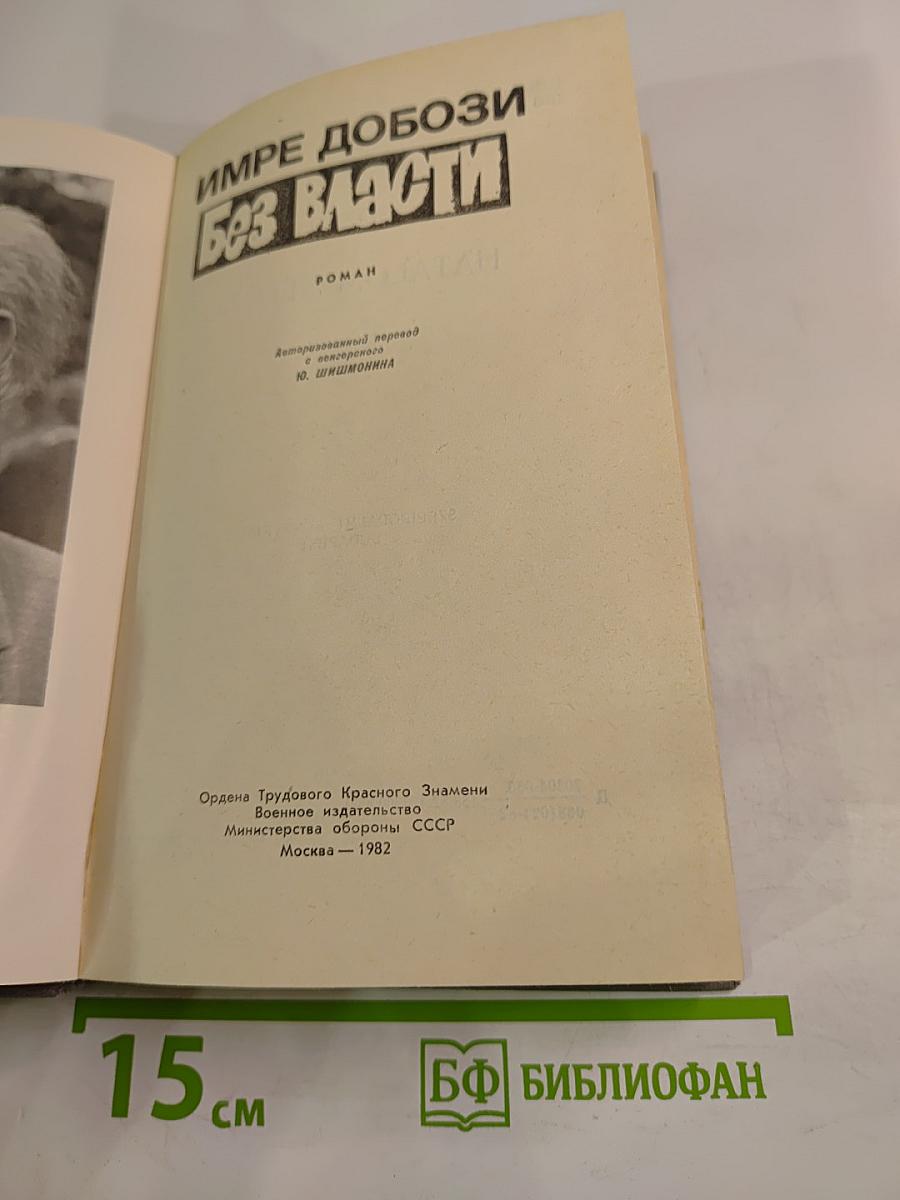 ИМРЕ ДОБОЗИ
Без ВЛАСТИ
РОМАН
Авторизованный перевод
с венгерского
Ю. ШИШМОНИНА
Ордена Трудового Красного Знамени
Военное издательство
Министерства обороны СССР
Москва — 1982
15 см
БФ БИБЛИОФАН